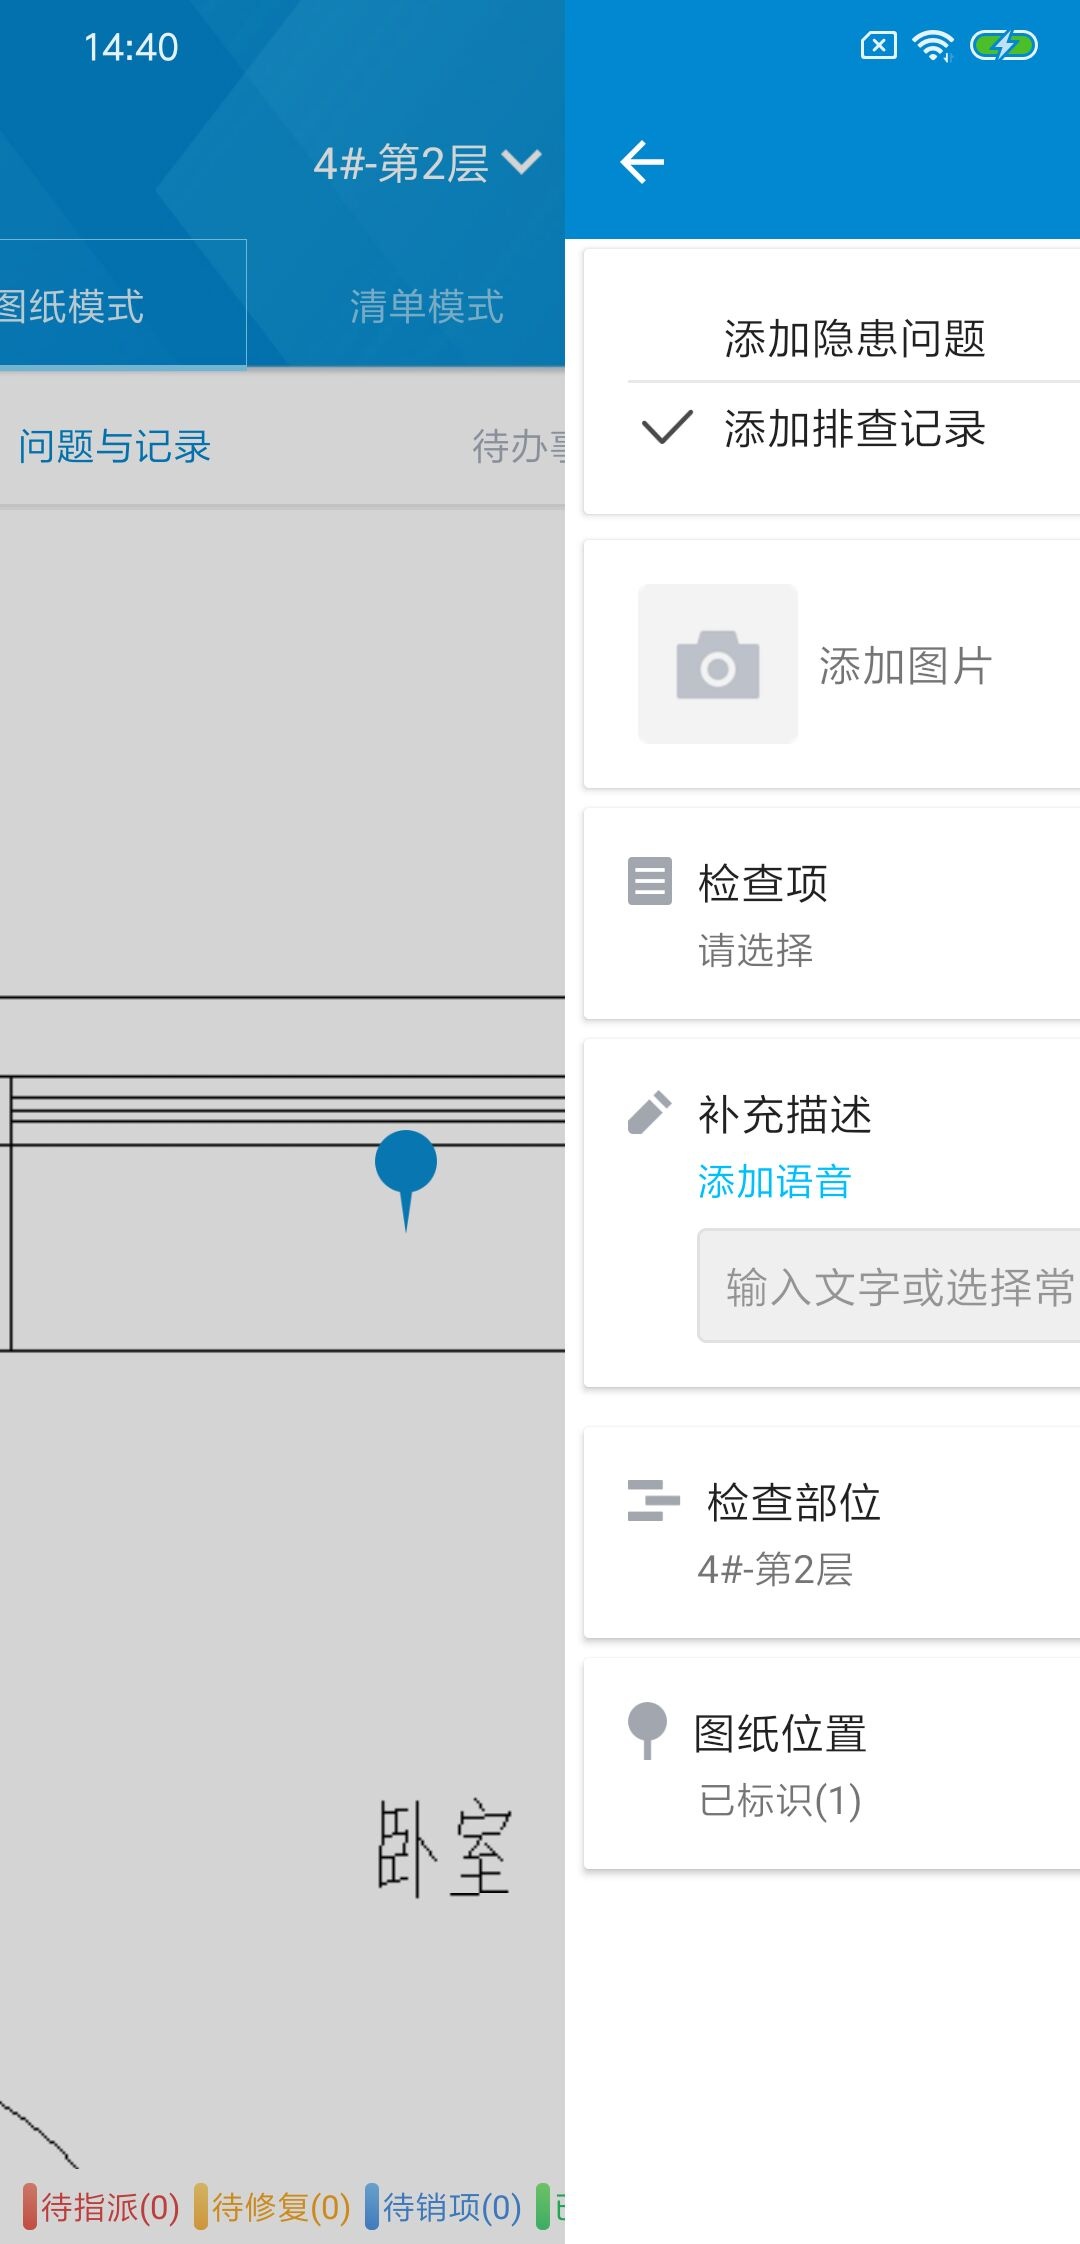 14:40
4#-第2层
图纸模式
清单模式
问题与记录
待办
卧室
待指派(0)
待修复(0)
待销项(0)
添加隐患问题
添加排查记录
添加图片
检查项
请选择
补充描述
添加语音
输入文字或选择常
检查部位
4#-第2层
图纸位置
已标识(1)